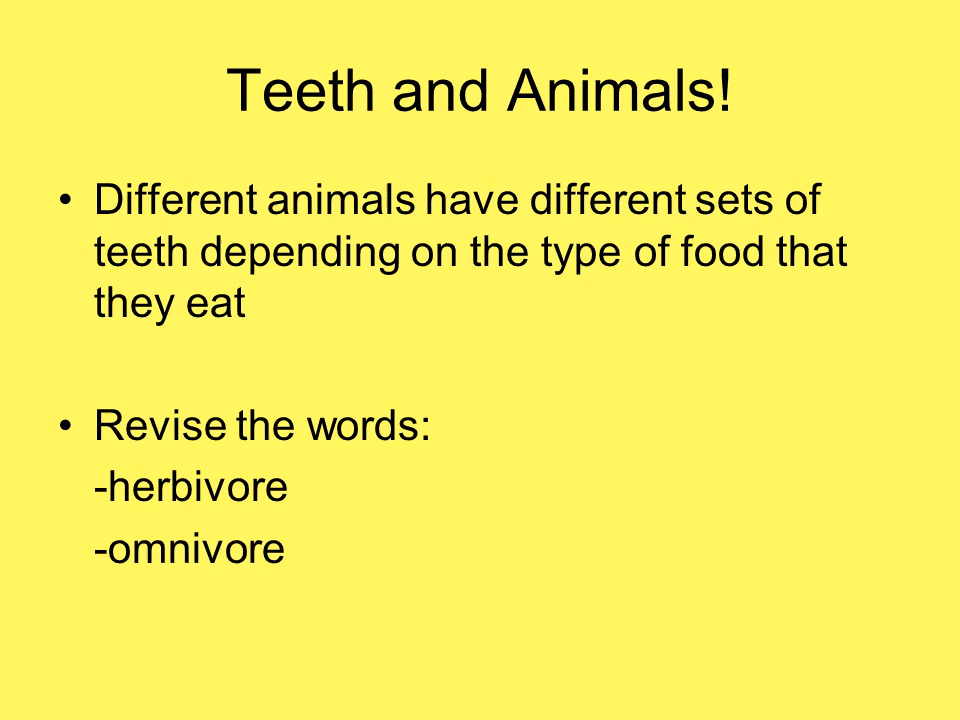 Teeth and Animals!
• Different animals have different sets of
teeth depending on the type of food that
they eat
• Revise the words:
-herbivore
-omnivore